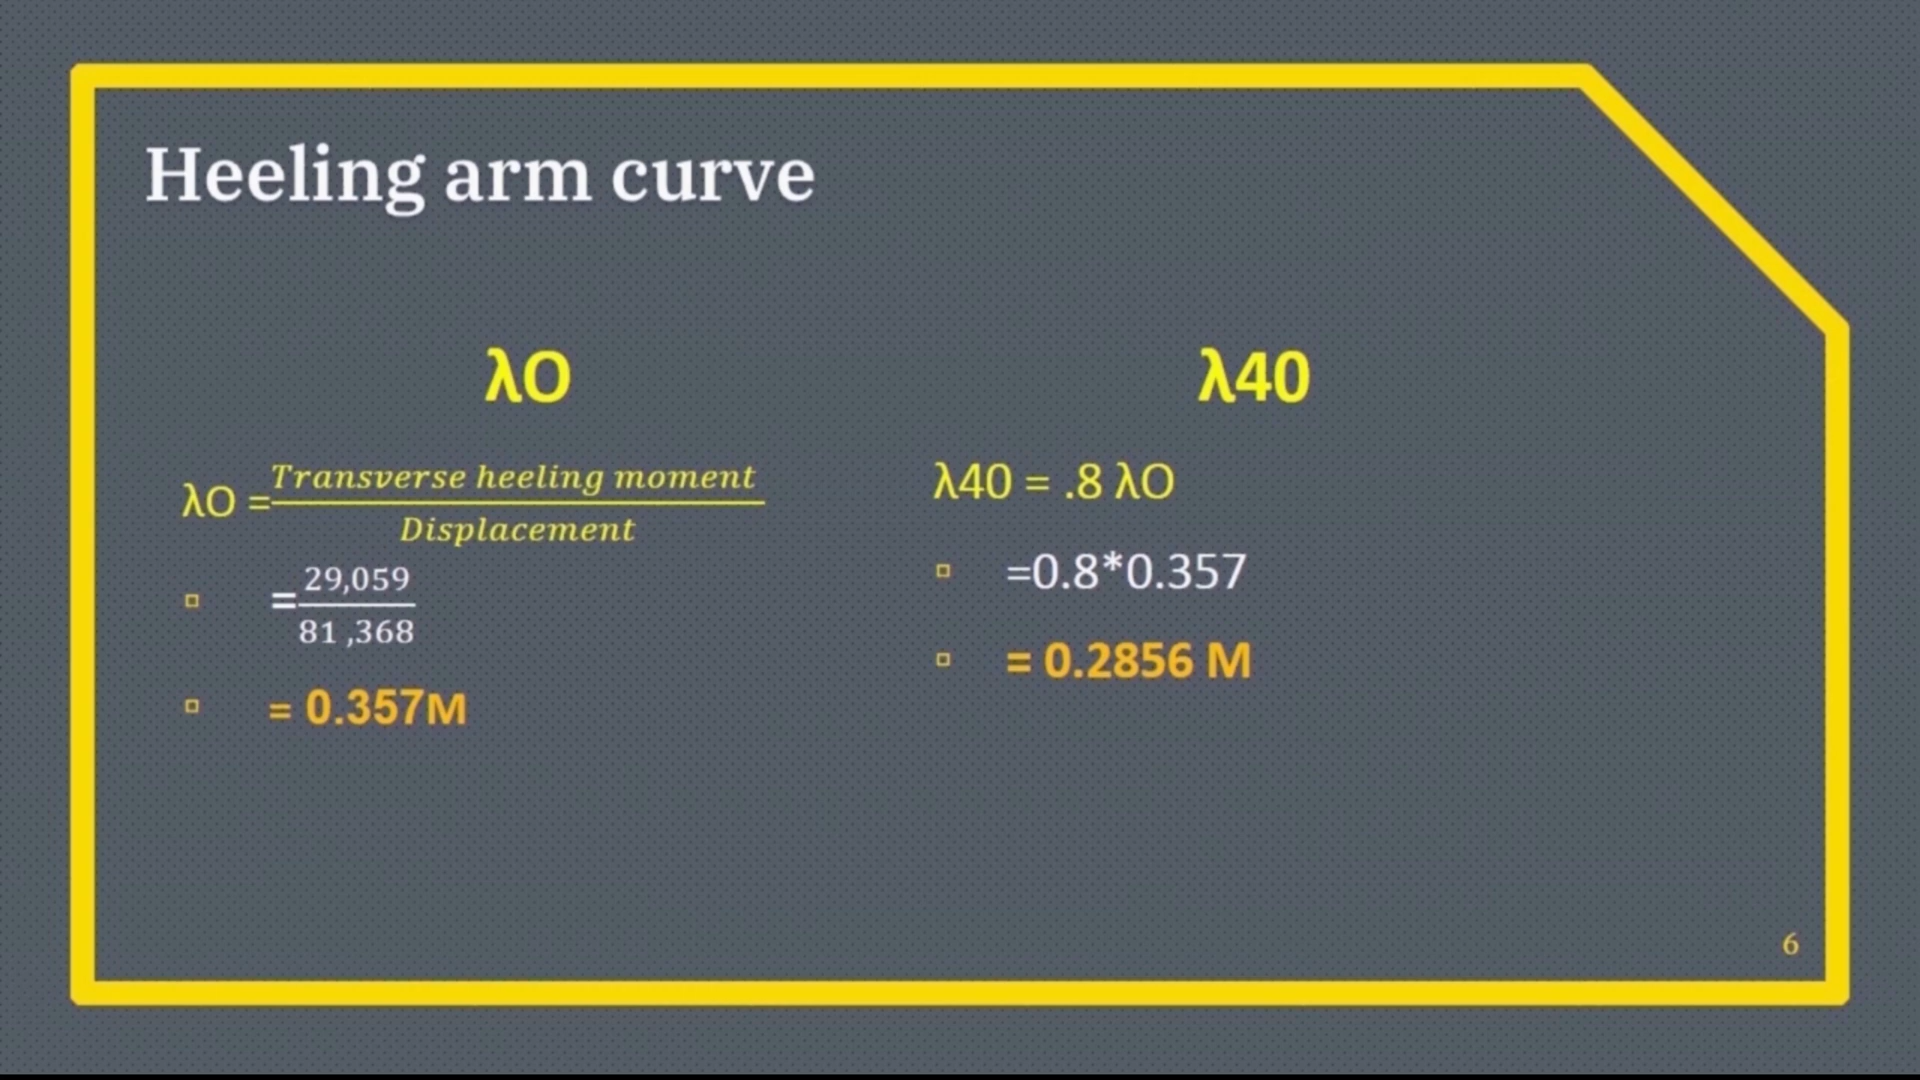 Heeling arm curve
λO
λO = Transverse heeling moment / Displacement
▫ = 29,059 / 81 ,368
▫ = 0.357M
λ40
λ40 = .8 λO
▫ =0.8*0.357
▫ = 0.2856 M
6